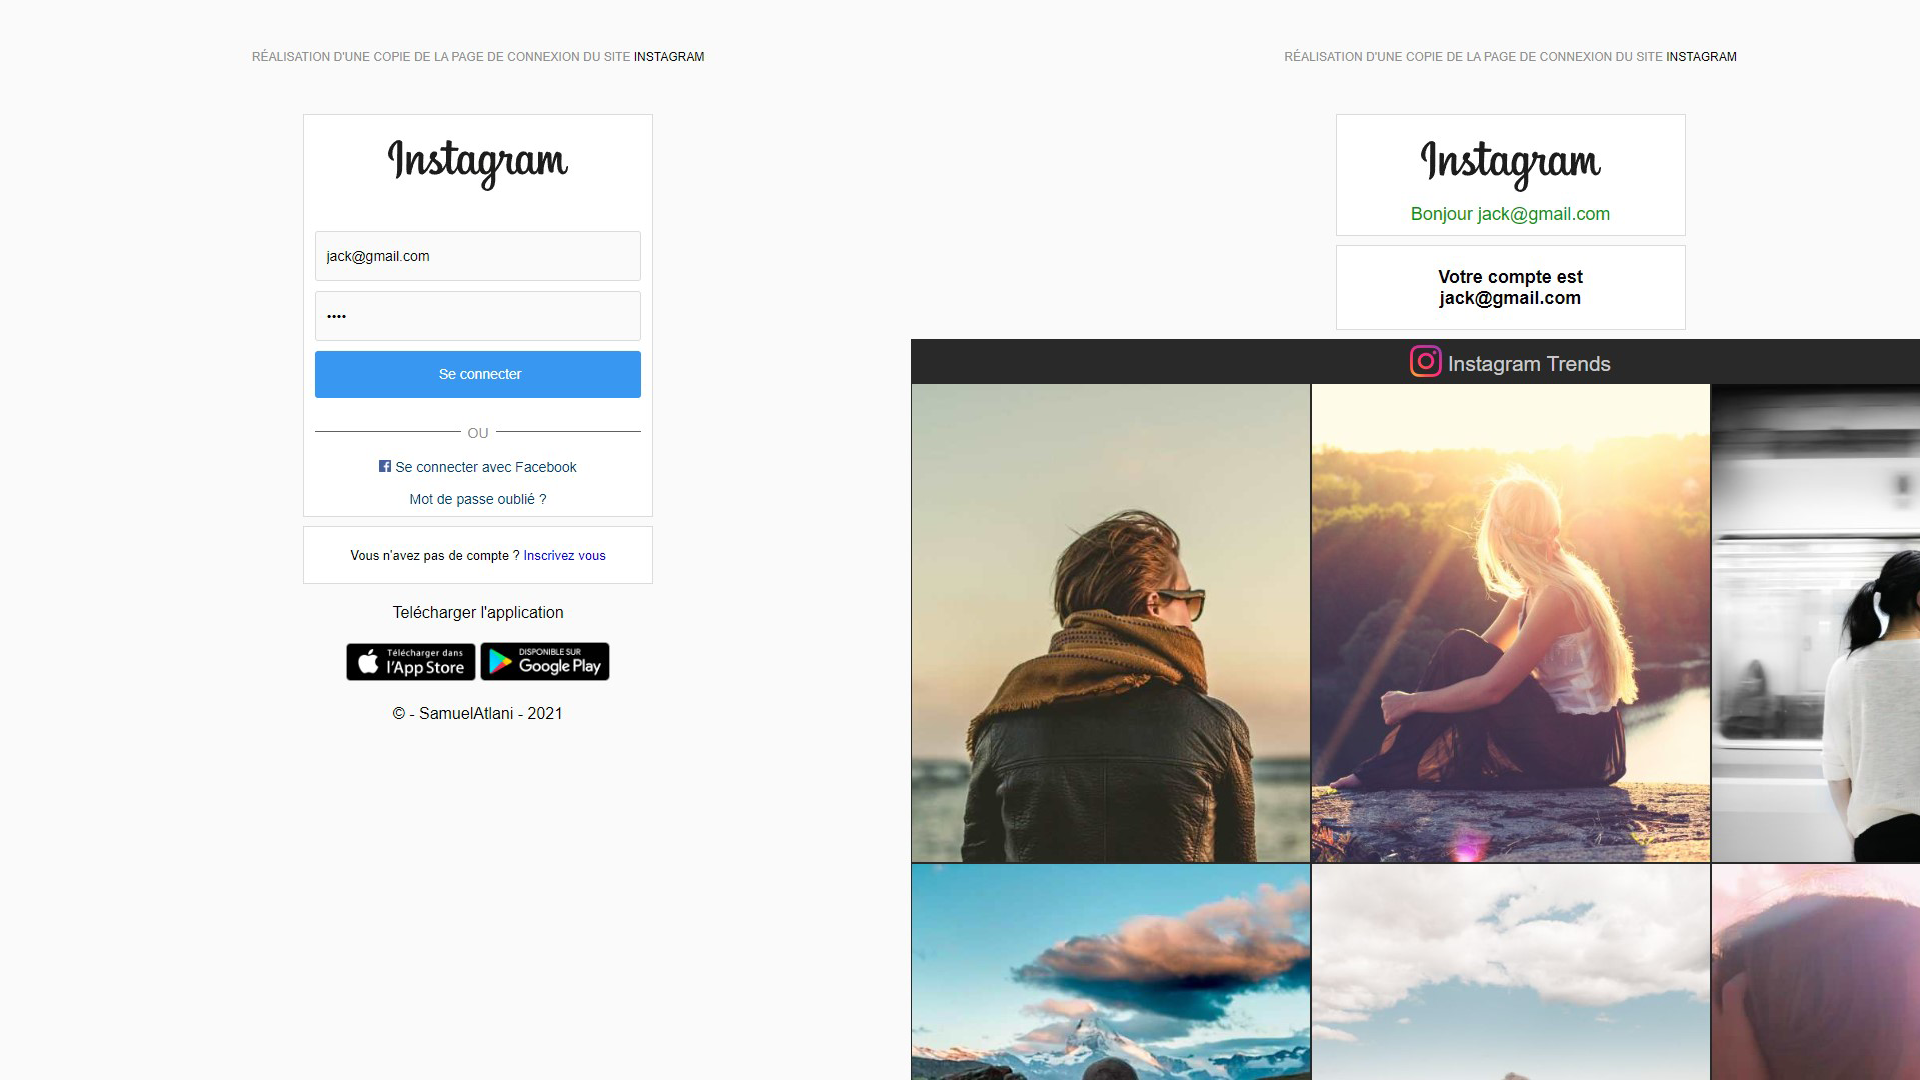 RÉALISATION D'UNE COPIE DE LA PAGE DE CONNEXION DU SITE INSTAGRAM
Instagram
jack@gmail.com
••••
Se connecter
OU
Se connecter avec Facebook
Mot de passe oublié ?
Vous n'avez pas de compte ? Inscrivez vous
Telécharger l'application
Télécharger dans
l'App Store
DISPONIBLE SUR
Google Play
© - SamuelAtlani - 2021
RÉALISATION D'UNE COPIE DE LA PAGE DE CONNEXION DU SITE INSTAGRAM
Instagram
Bonjour jack@gmail.com
Votre compte est
jack@gmail.com
Instagram Trends